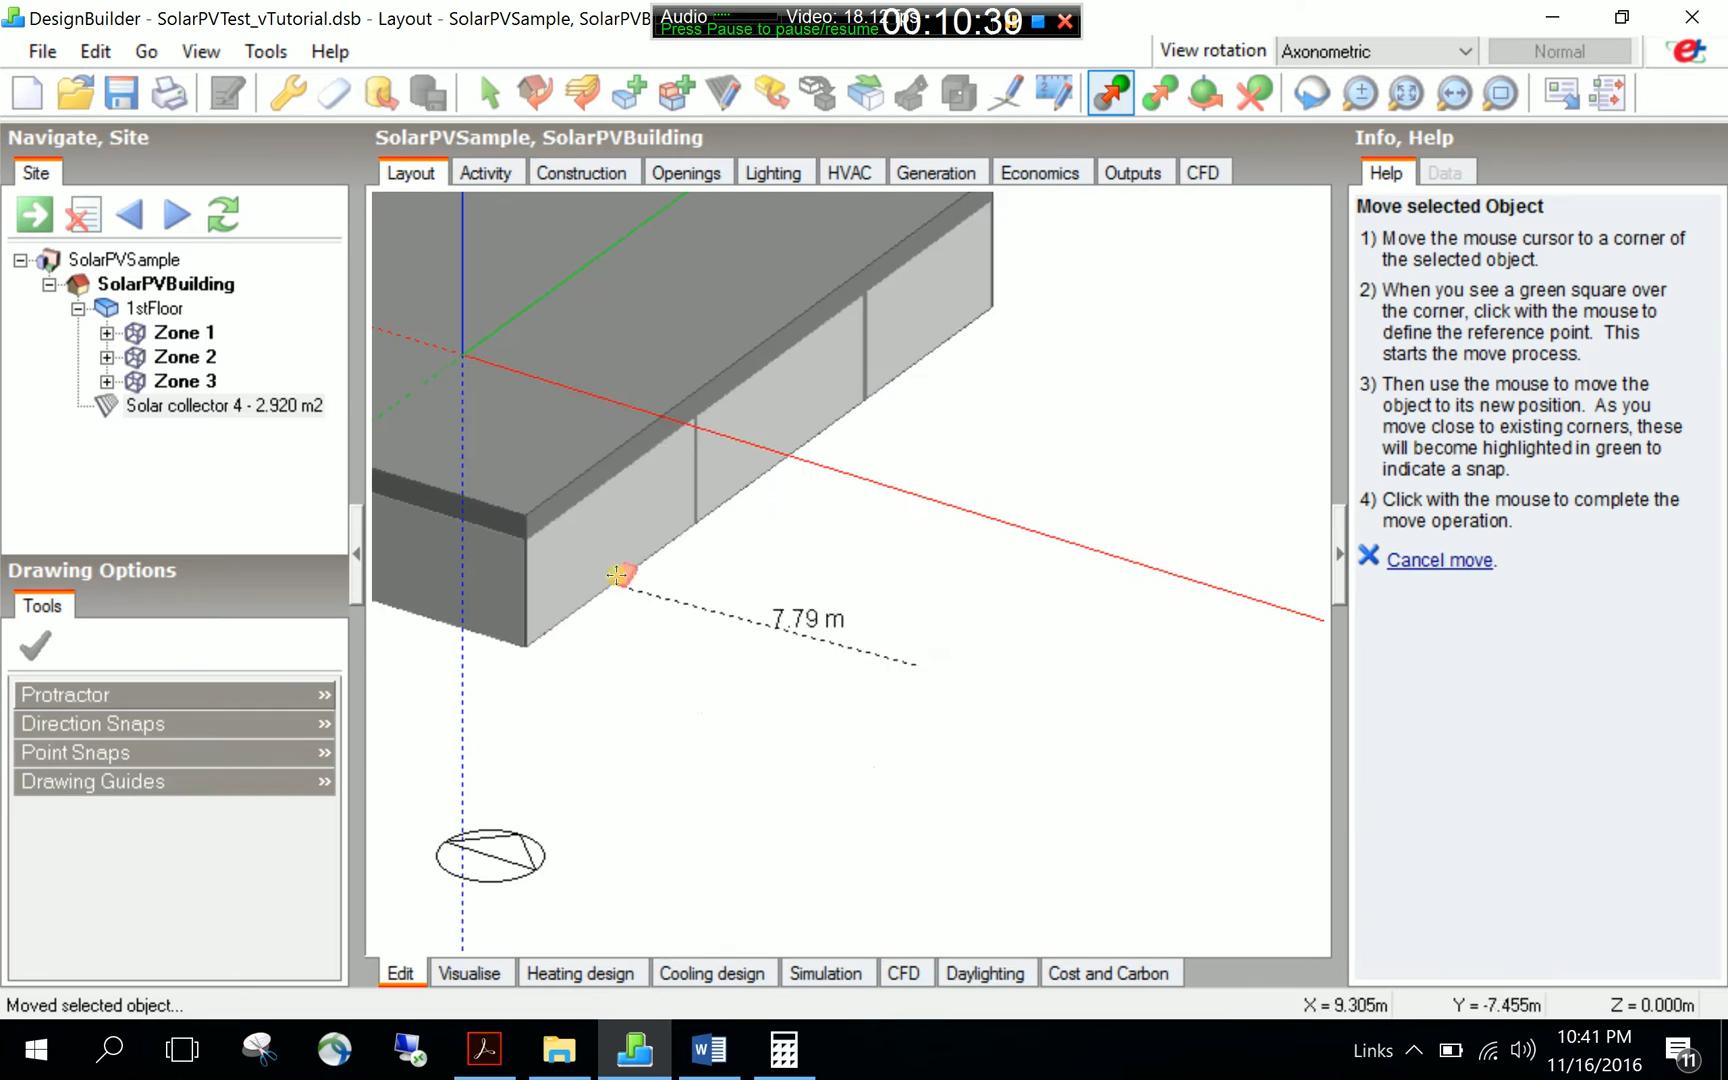 DesignBuilder - SolarPVTest_vTutorial.dsb - Layout - SolarPVSample, SolarPVB
Audio
Video: 18.12 fps
Press Pause to pause/resume
00:10:39
File Edit Go View Tools Help
View rotation Axonometric Normal
Navigate, Site
Site
SolarPVSample
SolarPVBuilding
1stFloor
Zone 1
Zone 2
Zone 3
Solar collector 4 - 2.920 m2
Drawing Options
Tools
Protractor »
Direction Snaps »
Point Snaps »
Drawing Guides »
SolarPVSample, SolarPVBuilding
Layout Activity Construction Openings Lighting HVAC Generation Economics Outputs CFD
7.79 m
Edit Visualise Heating design Cooling design Simulation CFD Daylighting Cost and Carbon
Info, Help
Help Data
Move selected Object
1) Move the mouse cursor to a corner of
the selected object.
2) When you see a green square over
the corner, click with the mouse to
define the reference point. This
starts the move process.
3) Then use the mouse to move the
object to its new position. As you
move close to existing corners, these
will become highlighted in green to
indicate a snap.
4) Click with the mouse to complete the
move operation.
Cancel move.
Moved selected object...
X = 9.305m Y = -7.455m Z = 0.000m
Links
10:41 PM
11/16/2016
11